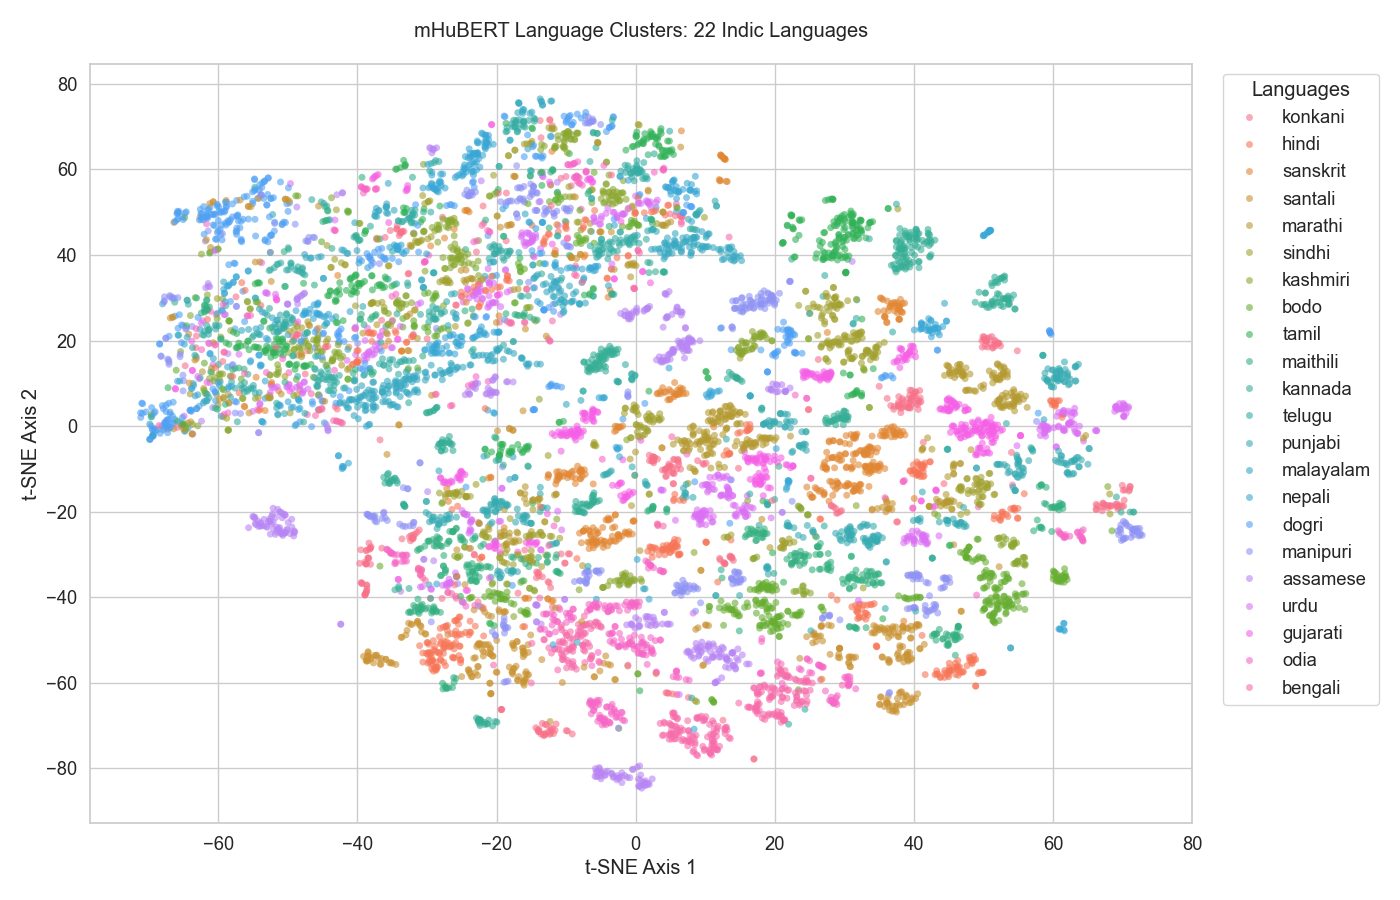 mHuBERT Language Clusters: 22 Indic Languages
80
60
40
20
0
−20
−40
−60
−80
t-SNE Axis 2
−60 −40 −20 0 20 40 60 80
t-SNE Axis 1
Languages
konkani
hindi
sanskrit
santali
marathi
sindhi
kashmiri
bodo
tamil
maithili
kannada
telugu
punjabi
malayalam
nepali
dogri
manipuri
assamese
urdu
gujarati
odia
bengali